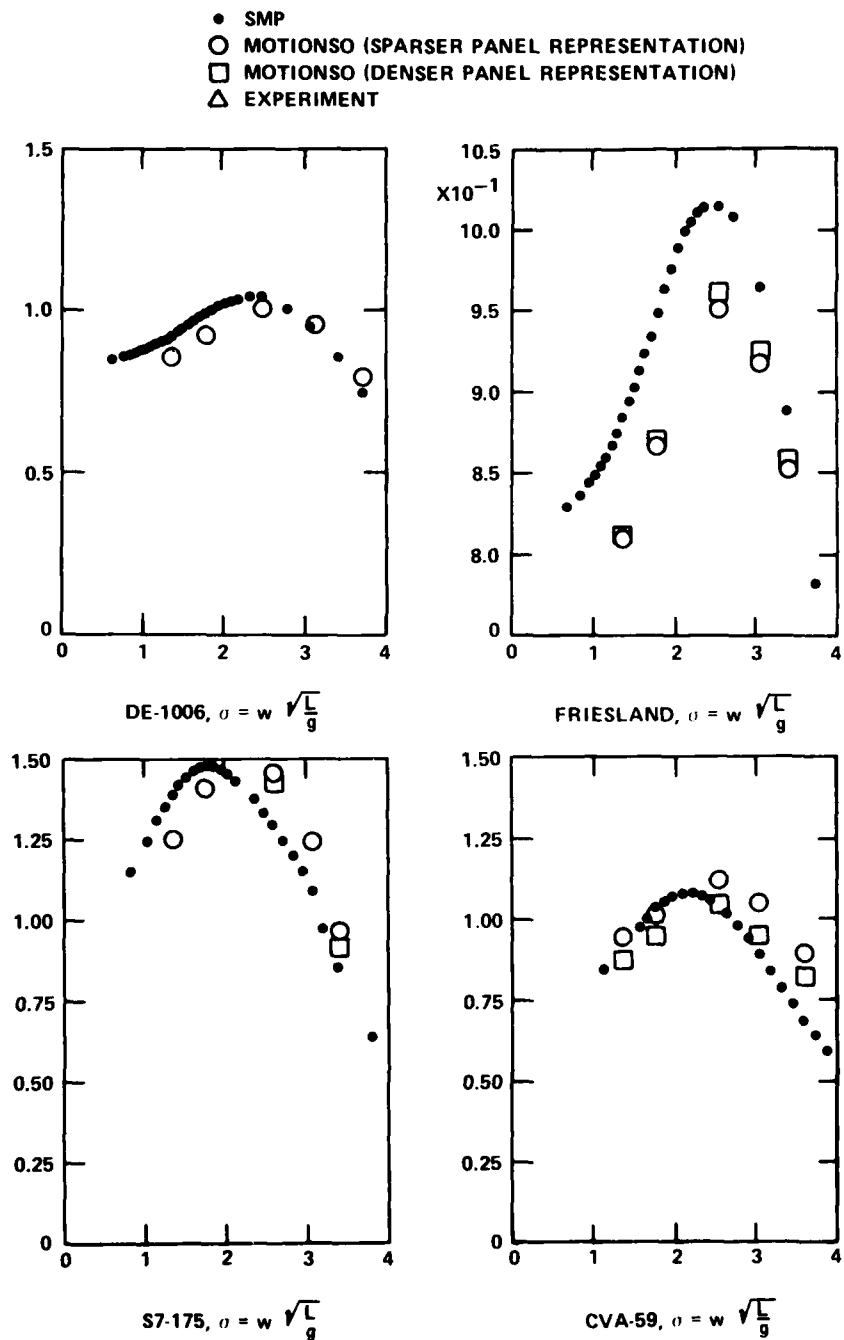 ● SMP
○ MOTIONSO (SPARSER PANEL REPRESENTATION)
□ MOTIONSO (DENSER PANEL REPRESENTATION)
△ EXPERIMENT
1.5
1.0
0.5
0
0 1 2 3 4
DE-1006, σ = w √L/g
10.5
X10⁻¹
10.0
9.5
9.0
8.5
8.0
0
0 1 2 3 4
FRIESLAND, σ = w √L/g
1.50
1.25
1.00
0.75
0.50
0.25
0
0 1 2 3 4
S7-175, σ = w √L/g
1.50
1.25
1.00
0.75
0.50
0.25
0
0 1 2 3 4
CVA-59, σ = w √L/g